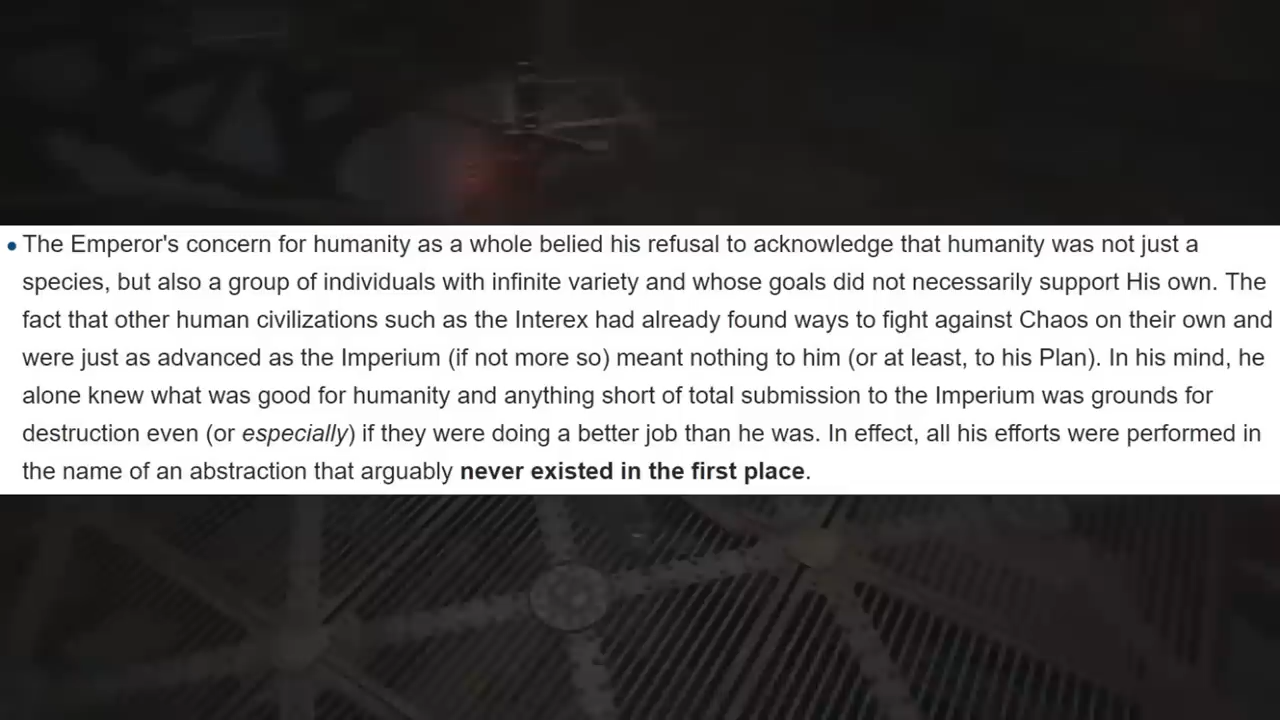 • The Emperor's concern for humanity as a whole belied his refusal to acknowledge that humanity was not just a
species, but also a group of individuals with infinite variety and whose goals did not necessarily support His own. The
fact that other human civilizations such as the Interex had already found ways to fight against Chaos on their own and
were just as advanced as the Imperium (if not more so) meant nothing to him (or at least, to his Plan). In his mind, he
alone knew what was good for humanity and anything short of total submission to the Imperium was grounds for
destruction even (or especially) if they were doing a better job than he was. In effect, all his efforts were performed in
the name of an abstraction that arguably never existed in the first place.